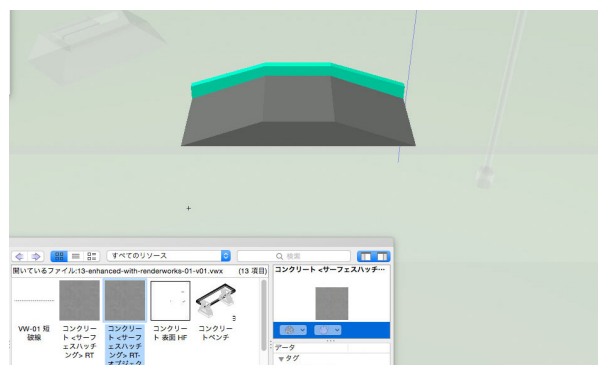 すべてのリソース
検索
開いているファイル:13-enhanced-with-renderworks-01-v01.vwx
(13 項目)
コンクリート <サーフェスハッチ…
VW-01 短
破線
コンクリー
ト <サーフ
ェスハッチ
ング> RT
コンクリー
ト <サーフ
ェスハッチ
ング> RT-
オブジェク
コンクリー
ト 表面 HF
3
コンクリー
トベンチ
データ
▼タグ